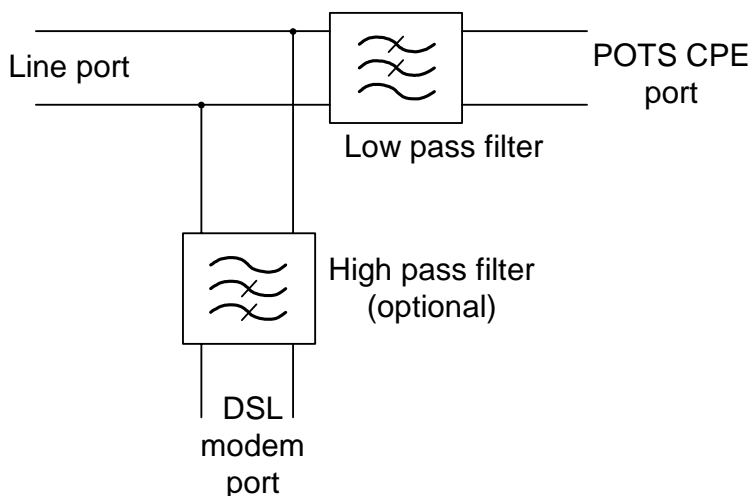 Line port
POTS CPE
port
Low pass filter
High pass filter
(optional)
DSL
modem
port